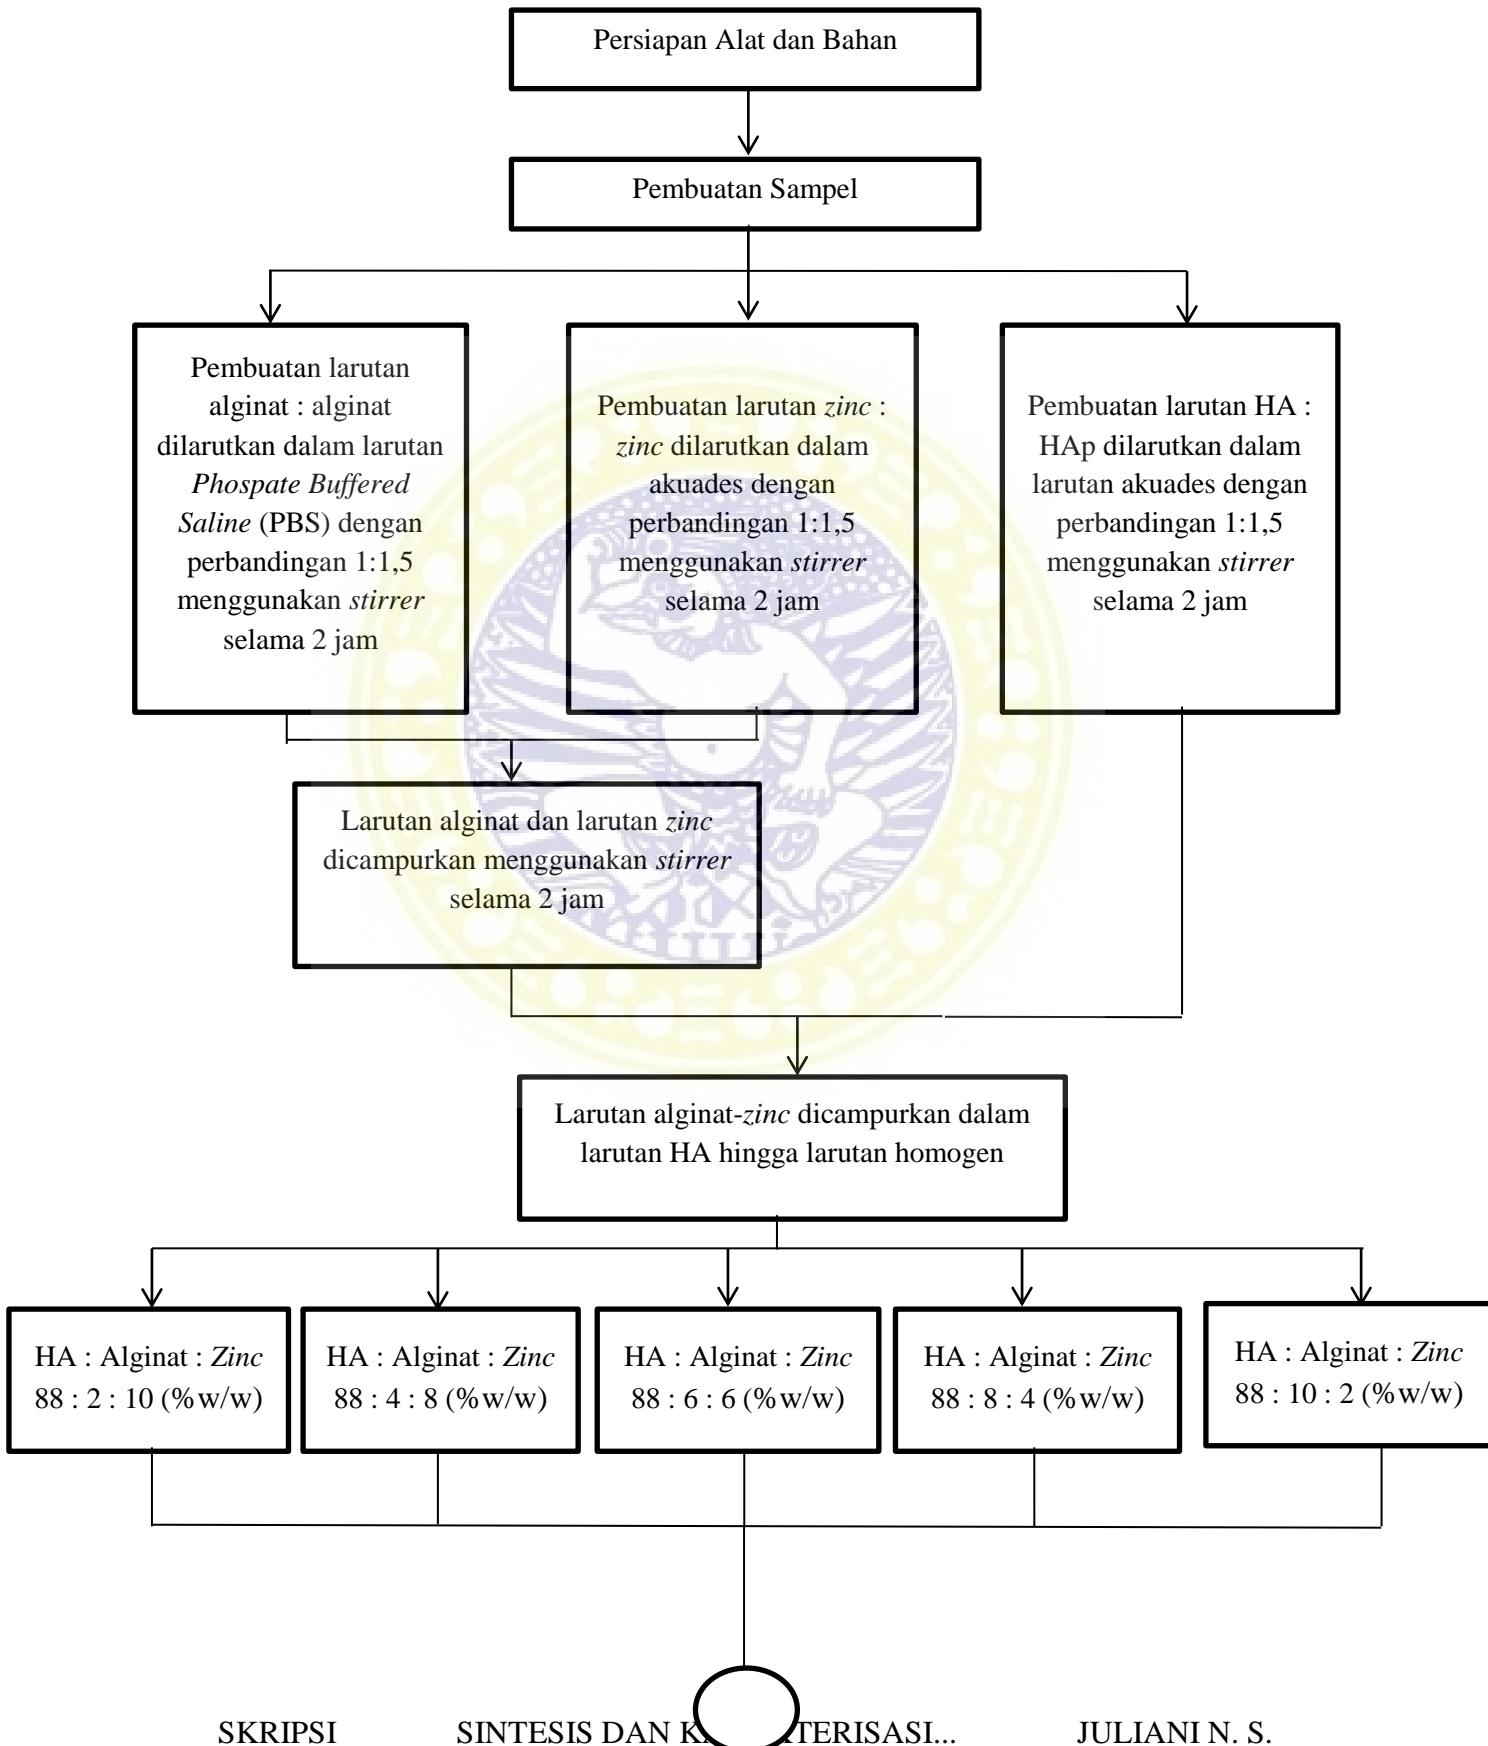 Persiapan Alat dan Bahan
Pembuatan Sampel
Pembuatan larutan
alginat : alginat
dilarutkan dalam larutan
Phospate Buffered
Saline (PBS) dengan
perbandingan 1:1,5
menggunakan stirrer
selama 2 jam
Pembuatan larutan zinc :
zinc dilarutkan dalam
akuades dengan
perbandingan 1:1,5
menggunakan stirrer
selama 2 jam
Pembuatan larutan HA :
HAp dilarutkan dalam
larutan akuades dengan
perbandingan 1:1,5
menggunakan stirrer
selama 2 jam
Larutan alginat dan larutan zinc
dicampurkan menggunakan stirrer
selama 2 jam
Larutan alginat-zinc dicampurkan dalam
larutan HA hingga larutan homogen
HA : Alginat : Zinc
88 : 2 : 10 (%w/w)
HA : Alginat : Zinc
88 : 4 : 8 (%w/w)
HA : Alginat : Zinc
88 : 6 : 6 (%w/w)
HA : Alginat : Zinc
88 : 8 : 4 (%w/w)
HA : Alginat : Zinc
88 : 10 : 2 (%w/w)
SKRIPSI SINTESIS DAN JULIANI N. S.